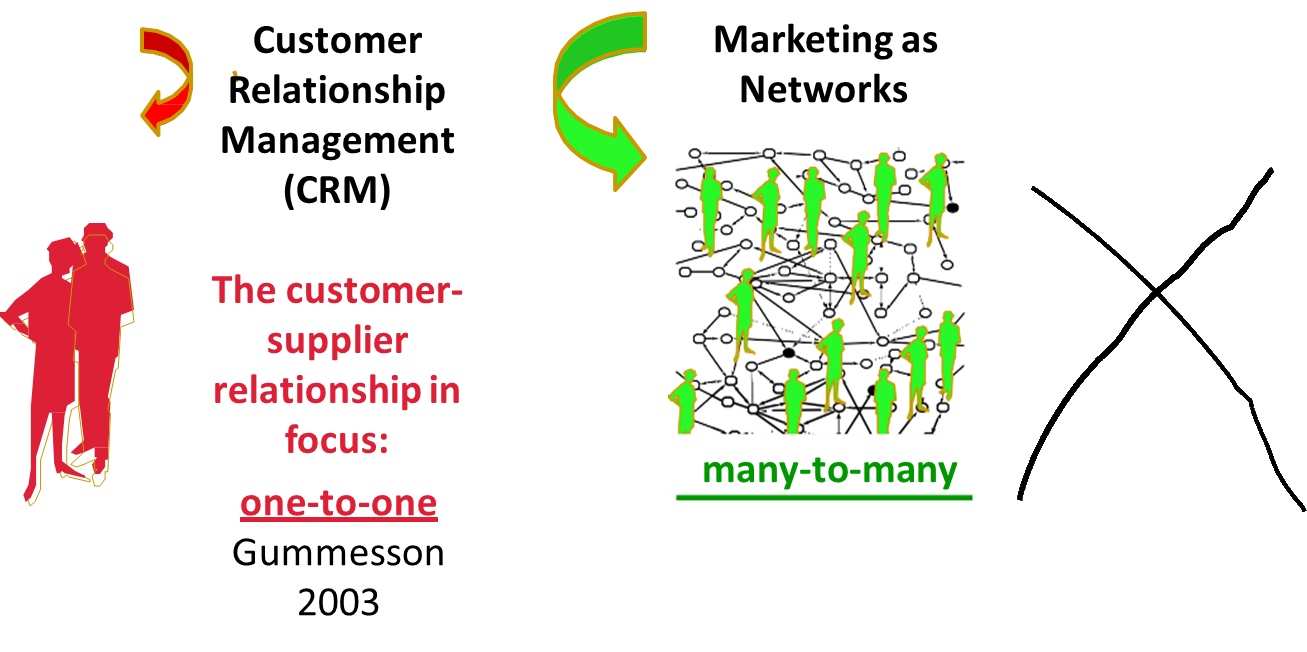 Customer
Relationship
Management
(CRM)
The customer-
supplier
relationship in
focus:
one-to-one
Gummesson
2003
Marketing as
Networks
many-to-many